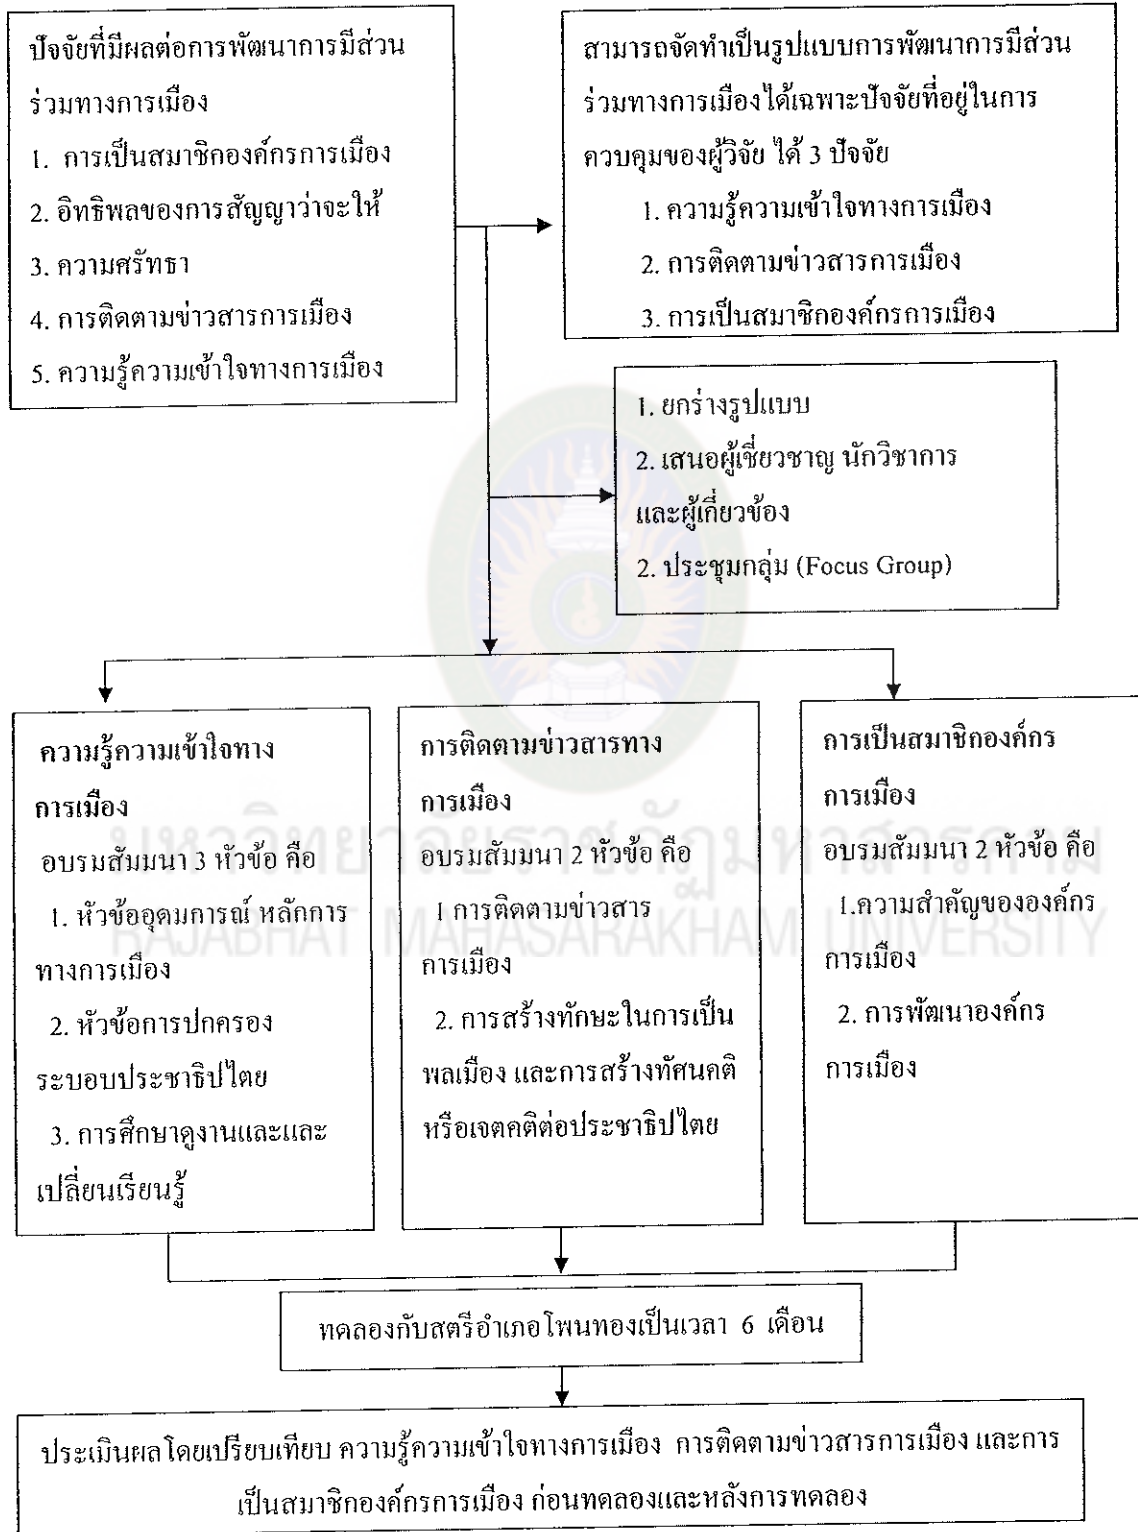 ปัจจัยที่มีผลต่อการพัฒนาการมีส่วน
ร่วมทางการเมือง
1. การเป็นสมาชิกองค์กรการเมือง
2. อิทธิพลของการสัญญาว่าจะให้
3. ความศรัทธา
4. การติดตามข่าวสารการเมือง
5. ความรู้ความเข้าใจทางการเมือง
สามารถจัดทำเป็นรูปแบบการพัฒนาการมีส่วน
ร่วมทางการเมืองได้เฉพาะปัจจัยที่อยู่ในการ
ควบคุมของผู้วิจัย ได้ 3 ปัจจัย
1. ความรู้ความเข้าใจทางการเมือง
2. การติดตามข่าวสารการเมือง
3. การเป็นสมาชิกองค์กรการเมือง
1. ยกร่างรูปแบบ
2. เสนอผู้เชี่ยวชาญ นักวิชาการ
และผู้เกี่ยวข้อง
2. ประชุมกลุ่ม (Focus Group)
ความรู้ความเข้าใจทาง
การเมือง
อบรมสัมมนา 3 หัวข้อ คือ
1. หัวข้ออุดมการณ์ หลักการ
ทางการเมือง
2. หัวข้อการปกครอง
ระบอบประชาธิปไตย
3. การศึกษาดูงานและและ
เปลี่ยนเรียนรู้
การติดตามข่าวสารทาง
การเมือง
อบรมสัมมนา 2 หัวข้อ คือ
1 การติดตามข่าวสาร
การเมือง
2. การสร้างทักษะในการเป็น
พลเมือง และการสร้างทัศนคติ
หรือเจตคติต่อประชาธิปไตย
การเป็นสมาชิกองค์กร
การเมือง
อบรมสัมมนา 2 หัวข้อ คือ
1.ความสำคัญขององค์กร
การเมือง
2. การพัฒนาองค์กร
การเมือง
มหาวิทยาลัยราชภัฏมหาสารคาม
RAJABHAT MAHASARAKHAM UNIVERSITY
ทดลองกับสตรีอำเภอโพนทองเป็นเวลา 6 เดือน
ประเมินผลโดยเปรียบเทียบ ความรู้ความเข้าใจทางการเมือง การติดตามข่าวสารการเมือง และการ
เป็นสมาชิกองค์กรการเมือง ก่อนทดลองและหลังการทดลอง